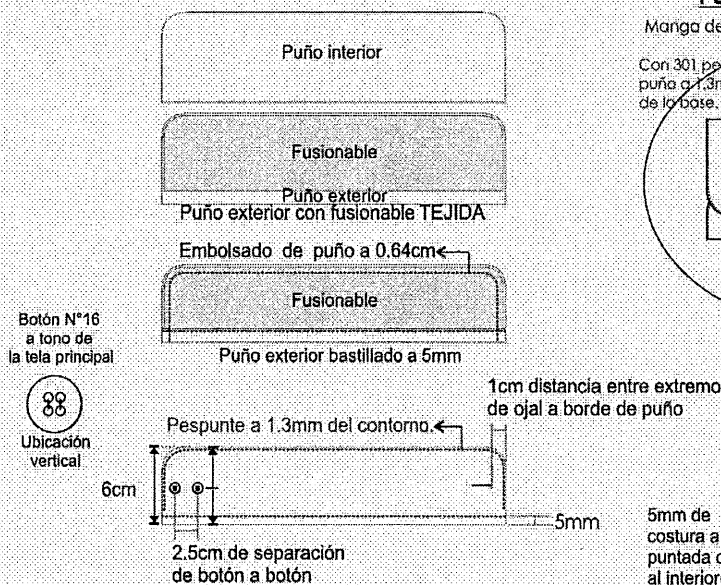 Puño interior
Fusionable
Puño exterior
Puño exterior con fusionable TEJIDA
Embolsado de puño a 0.64cm
Fusionable
Puño exterior bastillado a 5mm
Botón N°16
a tono de
la tela principal
Ubicación
vertical
Pespunte a 1.3mm del contorno.
1cm distancia entre extremo
de ojal a borde de puño
6cm
5mm
2.5cm de separación
de botón a botón
Manga de
Con 301
puño a 1.3
de la base.
5mm de
costura a
puntada
al interior